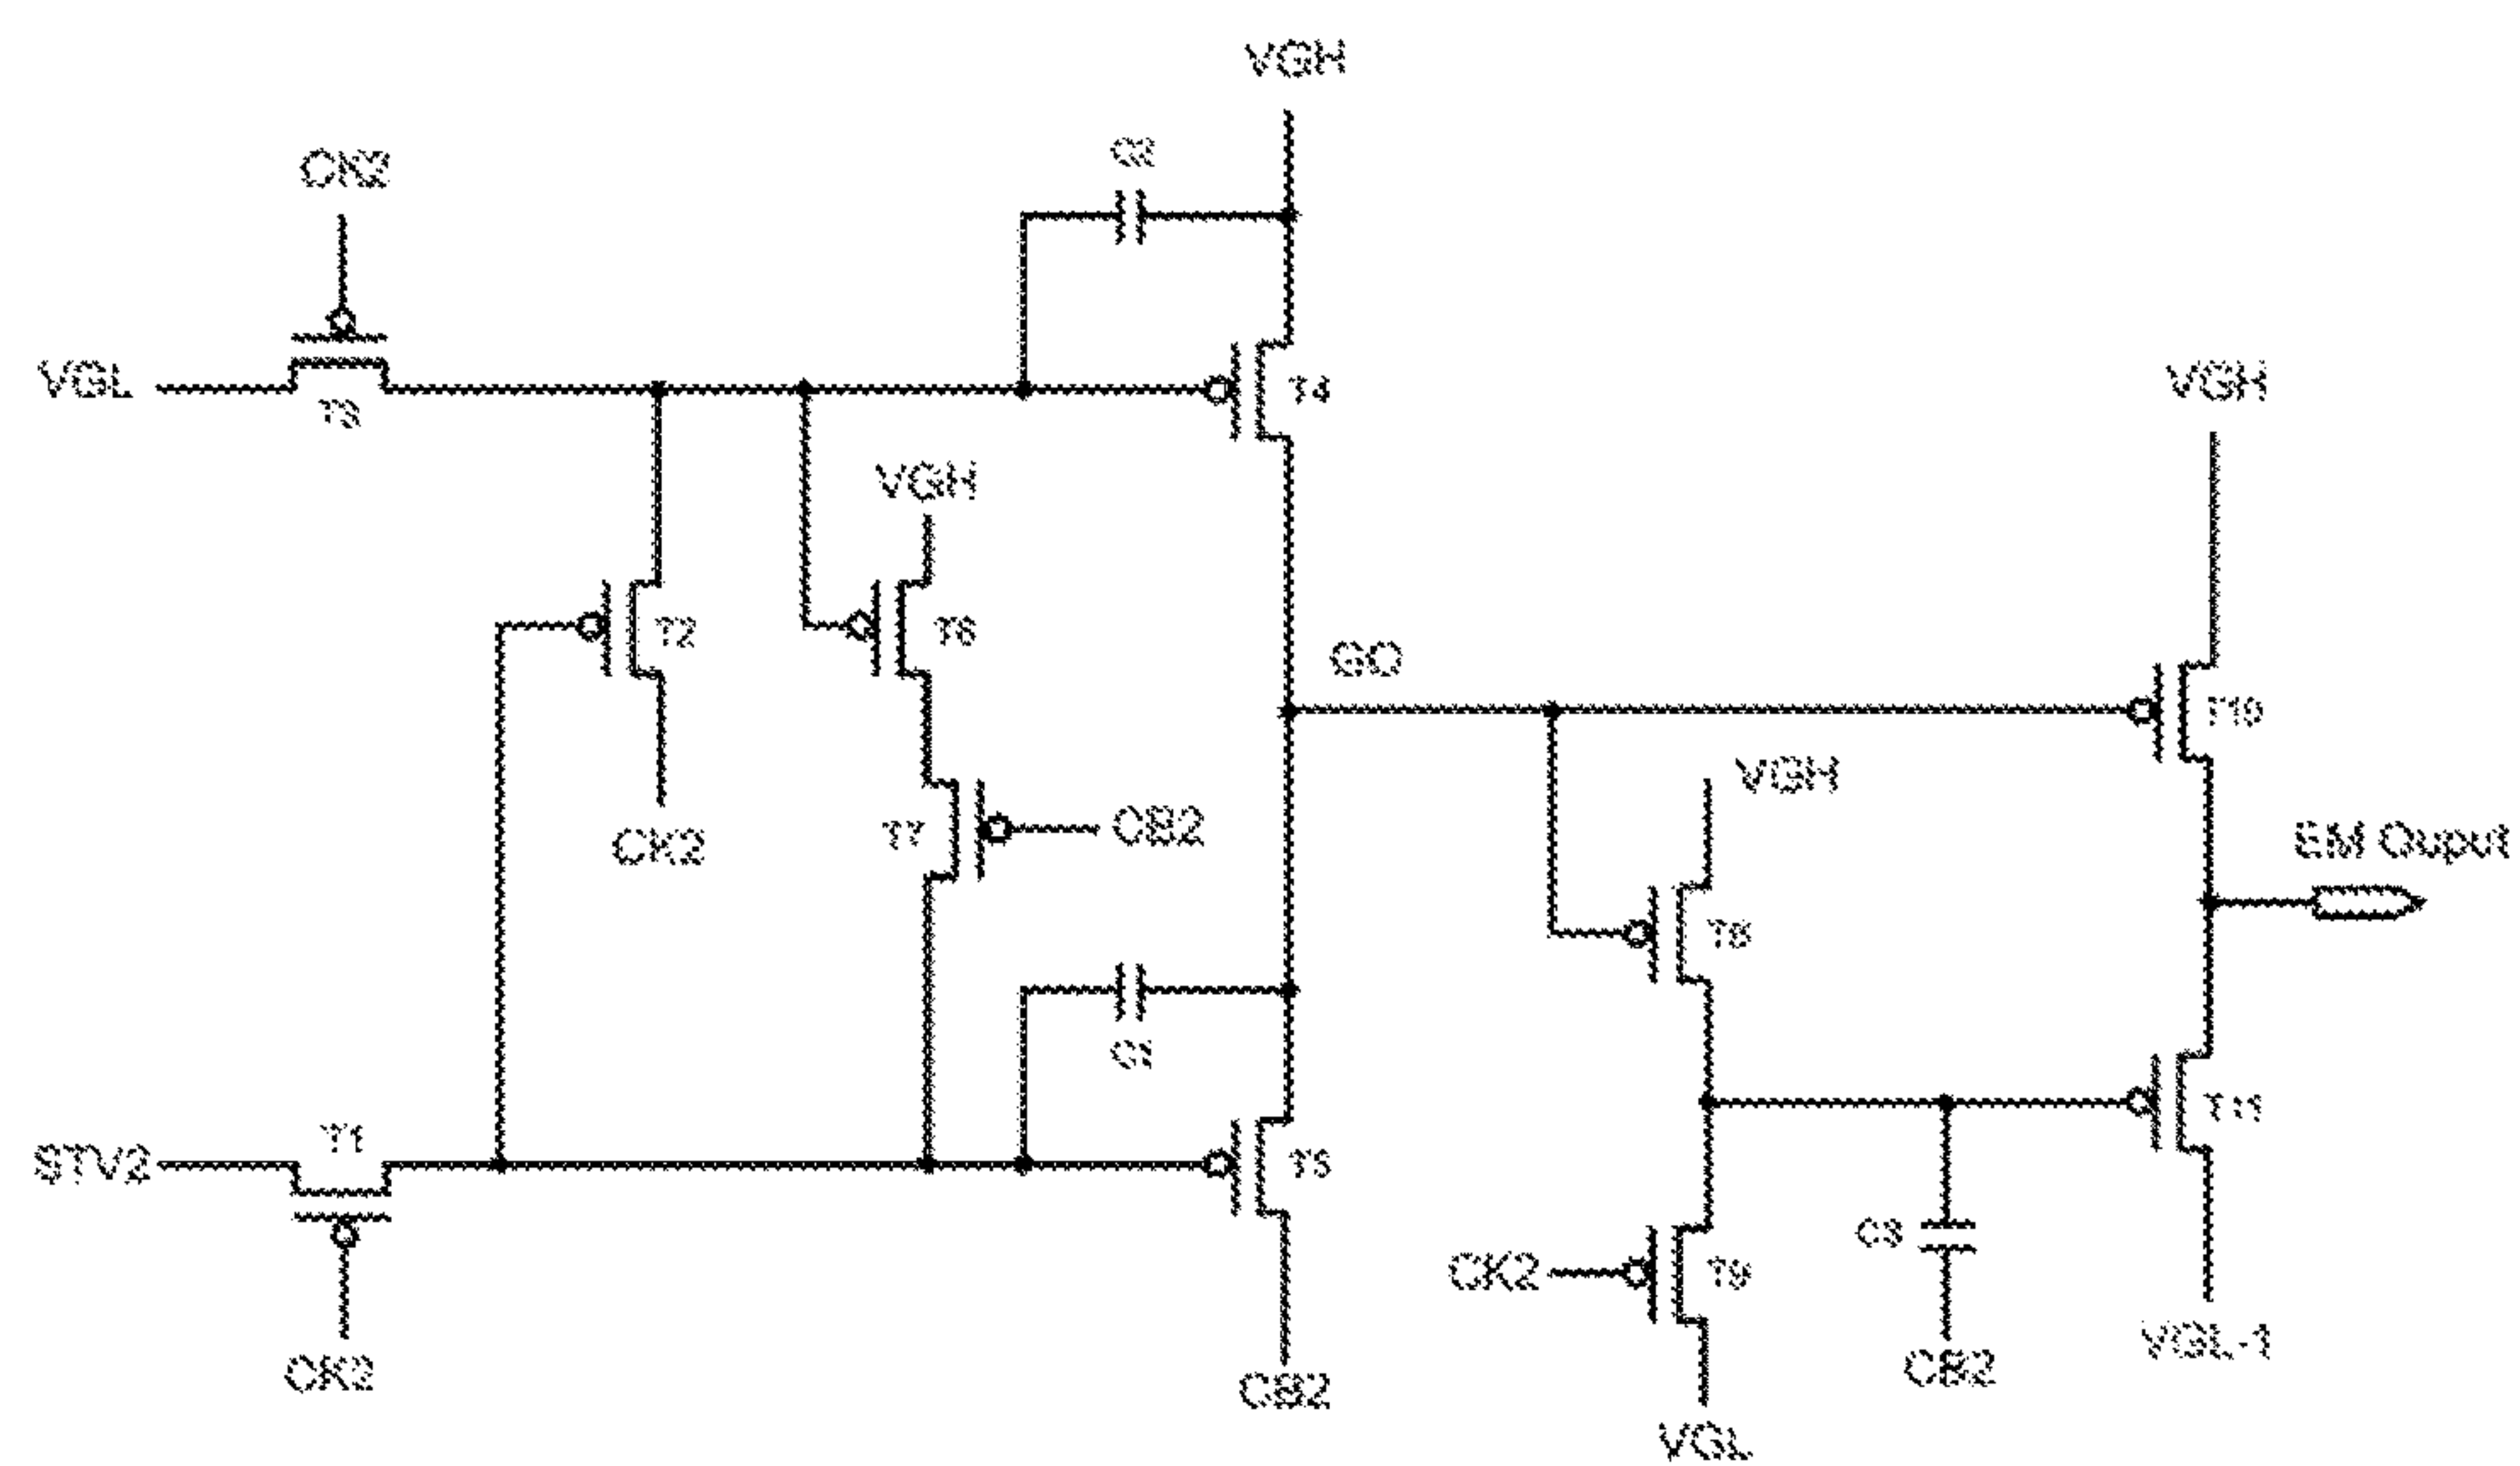 VGH
C2
CK2
VGL
T3
T4
VGH
VGH
T2
T6
GO
T10
VGH
CK2
T7
CB2
EM Ouput
T8
C1
T1
STV2
T5
T11
C3
CK2
T9
CK2
CB2
CB2
VGL-1
VGL